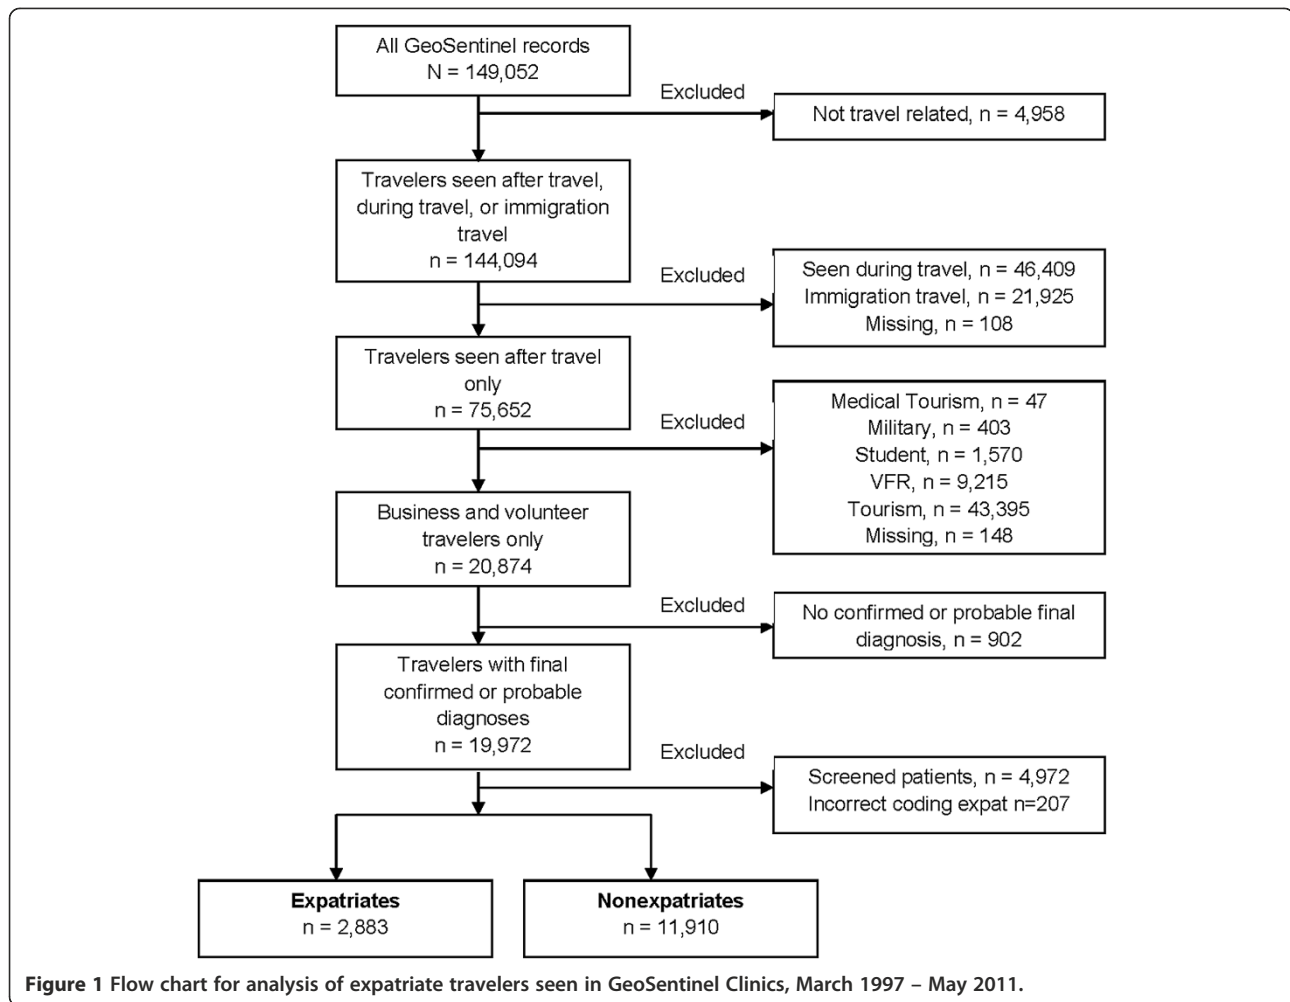 All GeoSentinel records
N = 149,052
Excluded
Not travel related, n = 4,958
Travelers seen after travel,
during travel, or immigration
travel
n = 144,094
Excluded
Seen during travel, n = 46,409
Immigration travel, n = 21,925
Missing, n = 108
Travelers seen after travel
only
n = 75,652
Excluded
Medical Tourism, n = 47
Military, n = 403
Student, n = 1,570
VFR, n = 9,215
Tourism, n = 43,395
Missing, n = 148
Business and volunteer
travelers only
n = 20,874
Excluded
No confirmed or probable final
diagnosis, n = 902
Travelers with final
confirmed or probable
diagnoses
n = 19,972
Excluded
Screened patients, n = 4,972
Incorrect coding expat n=207
Expatriates
n = 2,883
Nonexpatriates
n = 11,910
Figure 1 Flow chart for analysis of expatriate travelers seen in GeoSentinel Clinics, March 1997 – May 2011.